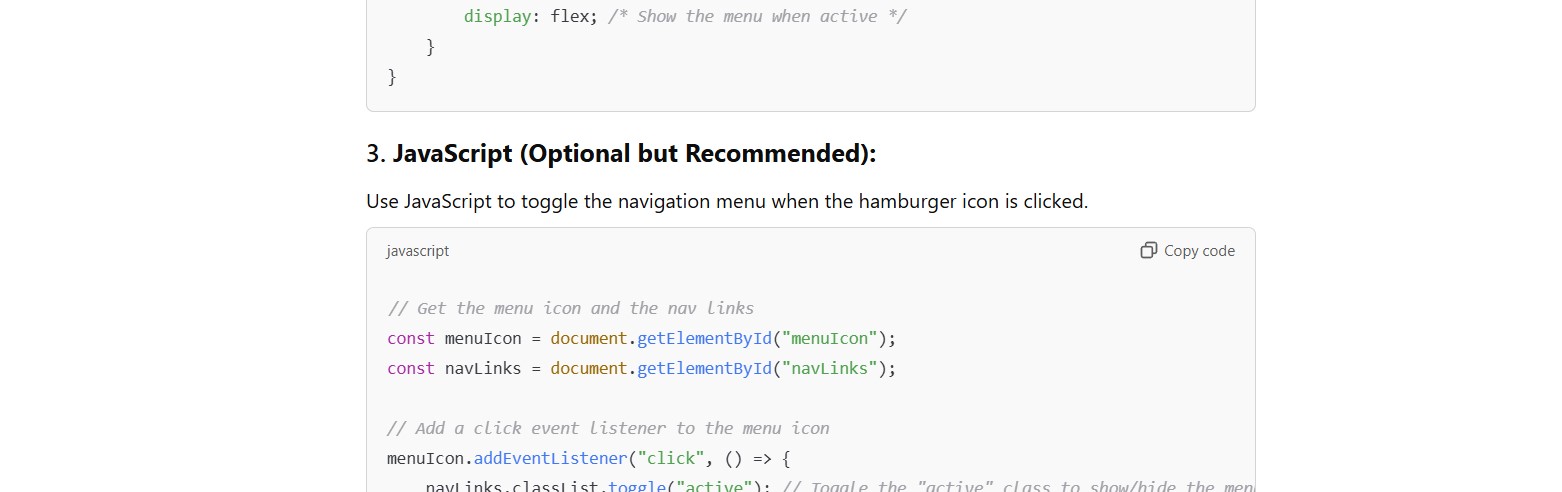 display: flex; /* Show the menu when active */
}
}
3. JavaScript (Optional but Recommended):
Use JavaScript to toggle the navigation menu when the hamburger icon is clicked.
javascript
Copy code
// Get the menu icon and the nav links
const menuIcon = document.getElementById("menuIcon");
const navLinks = document.getElementById("navLinks");
// Add a click event listener to the menu icon
menuIcon.addEventListener("click", () => {
navLinks.classList.toggle("active"); // Toggle the "active" class to show/hide the